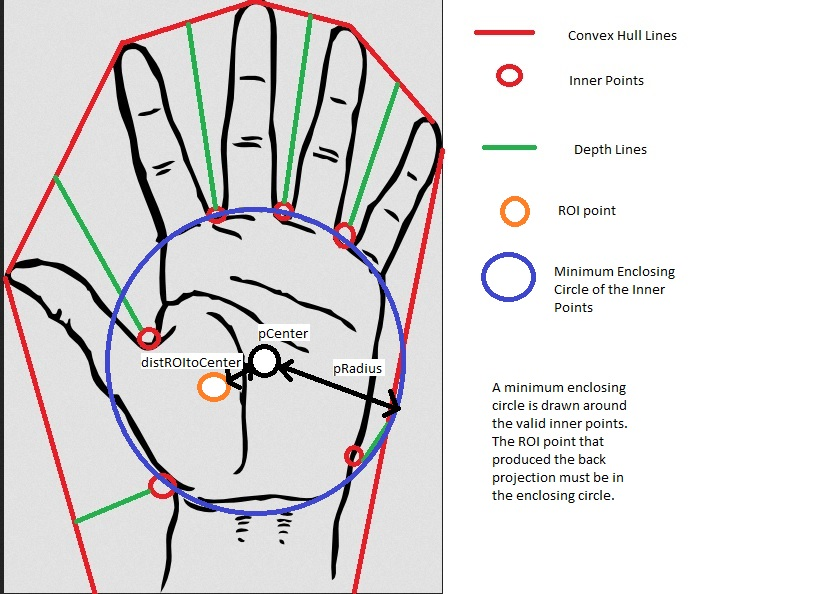 Convex Hull Lines
Inner Points
Depth Lines
ROI point
Minimum Enclosing
Circle of the Inner
Points
pCenter
distROItoCenter
pRadius
A minimum enclosing
circle is drawn around
the valid inner points.
The ROI point that
produced the back
projection must be in
the enclosing circle.